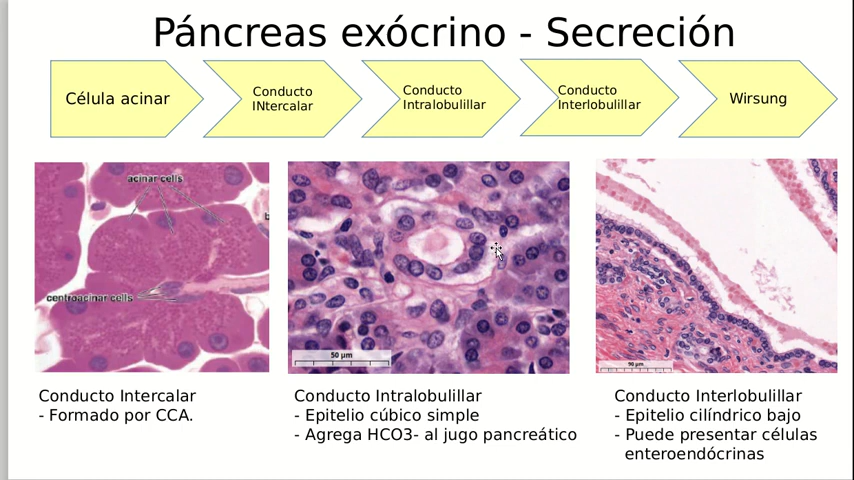 Páncreas exócrino - Secreción
Célula acinar
Conducto
INtercalar
Conducto
Intralobulillar
Conducto
Interlobulillar
Wirsung
acinar cells
centroacinar cells
50 µm
90 µm
Conducto Intercalar
- Formado por CCA.
Conducto Intralobulillar
- Epitelio cúbico simple
- Agrega HCO3- al jugo pancreático
Conducto Interlobulillar
- Epitelio cilíndrico bajo
- Puede presentar células
enteroendócrinas